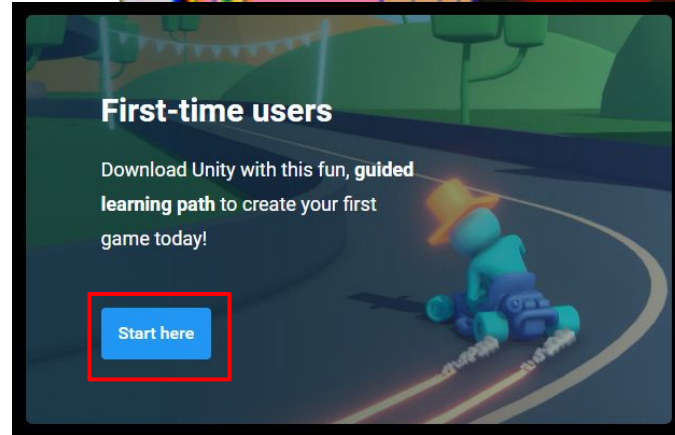 First-time users
Download Unity with this fun, guided
learning path to create your first
game today!
Start here